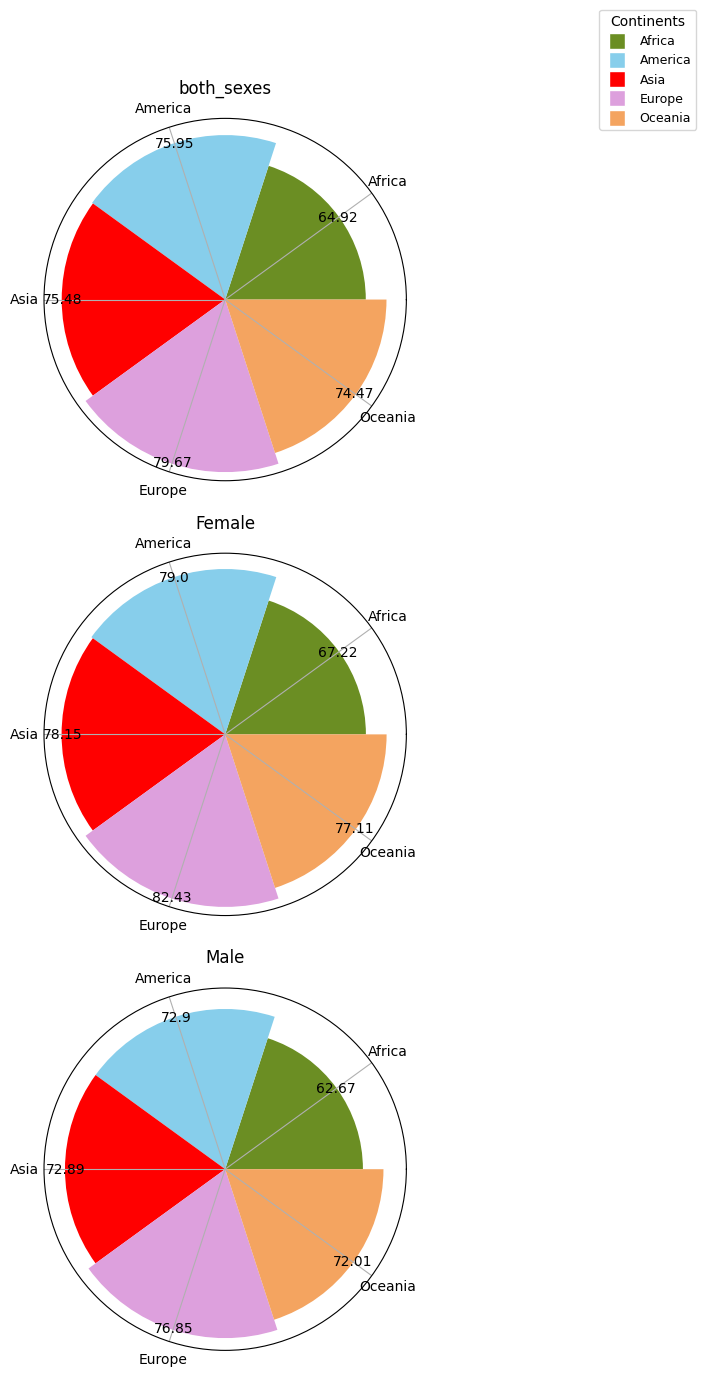 Continents
Africa
America
Asia
Europe
Oceania
both_sexes
America
75.95
Africa
64.92
Asia 75.48
74.47
Oceania
79.67
Europe
Female
America
79.0
Africa
67.22
Asia 78.15
77.11
Oceania
82.43
Europe
Male
America
72.9
Africa
62.67
Asia 72.89
72.01
Oceania
76.85
Europe